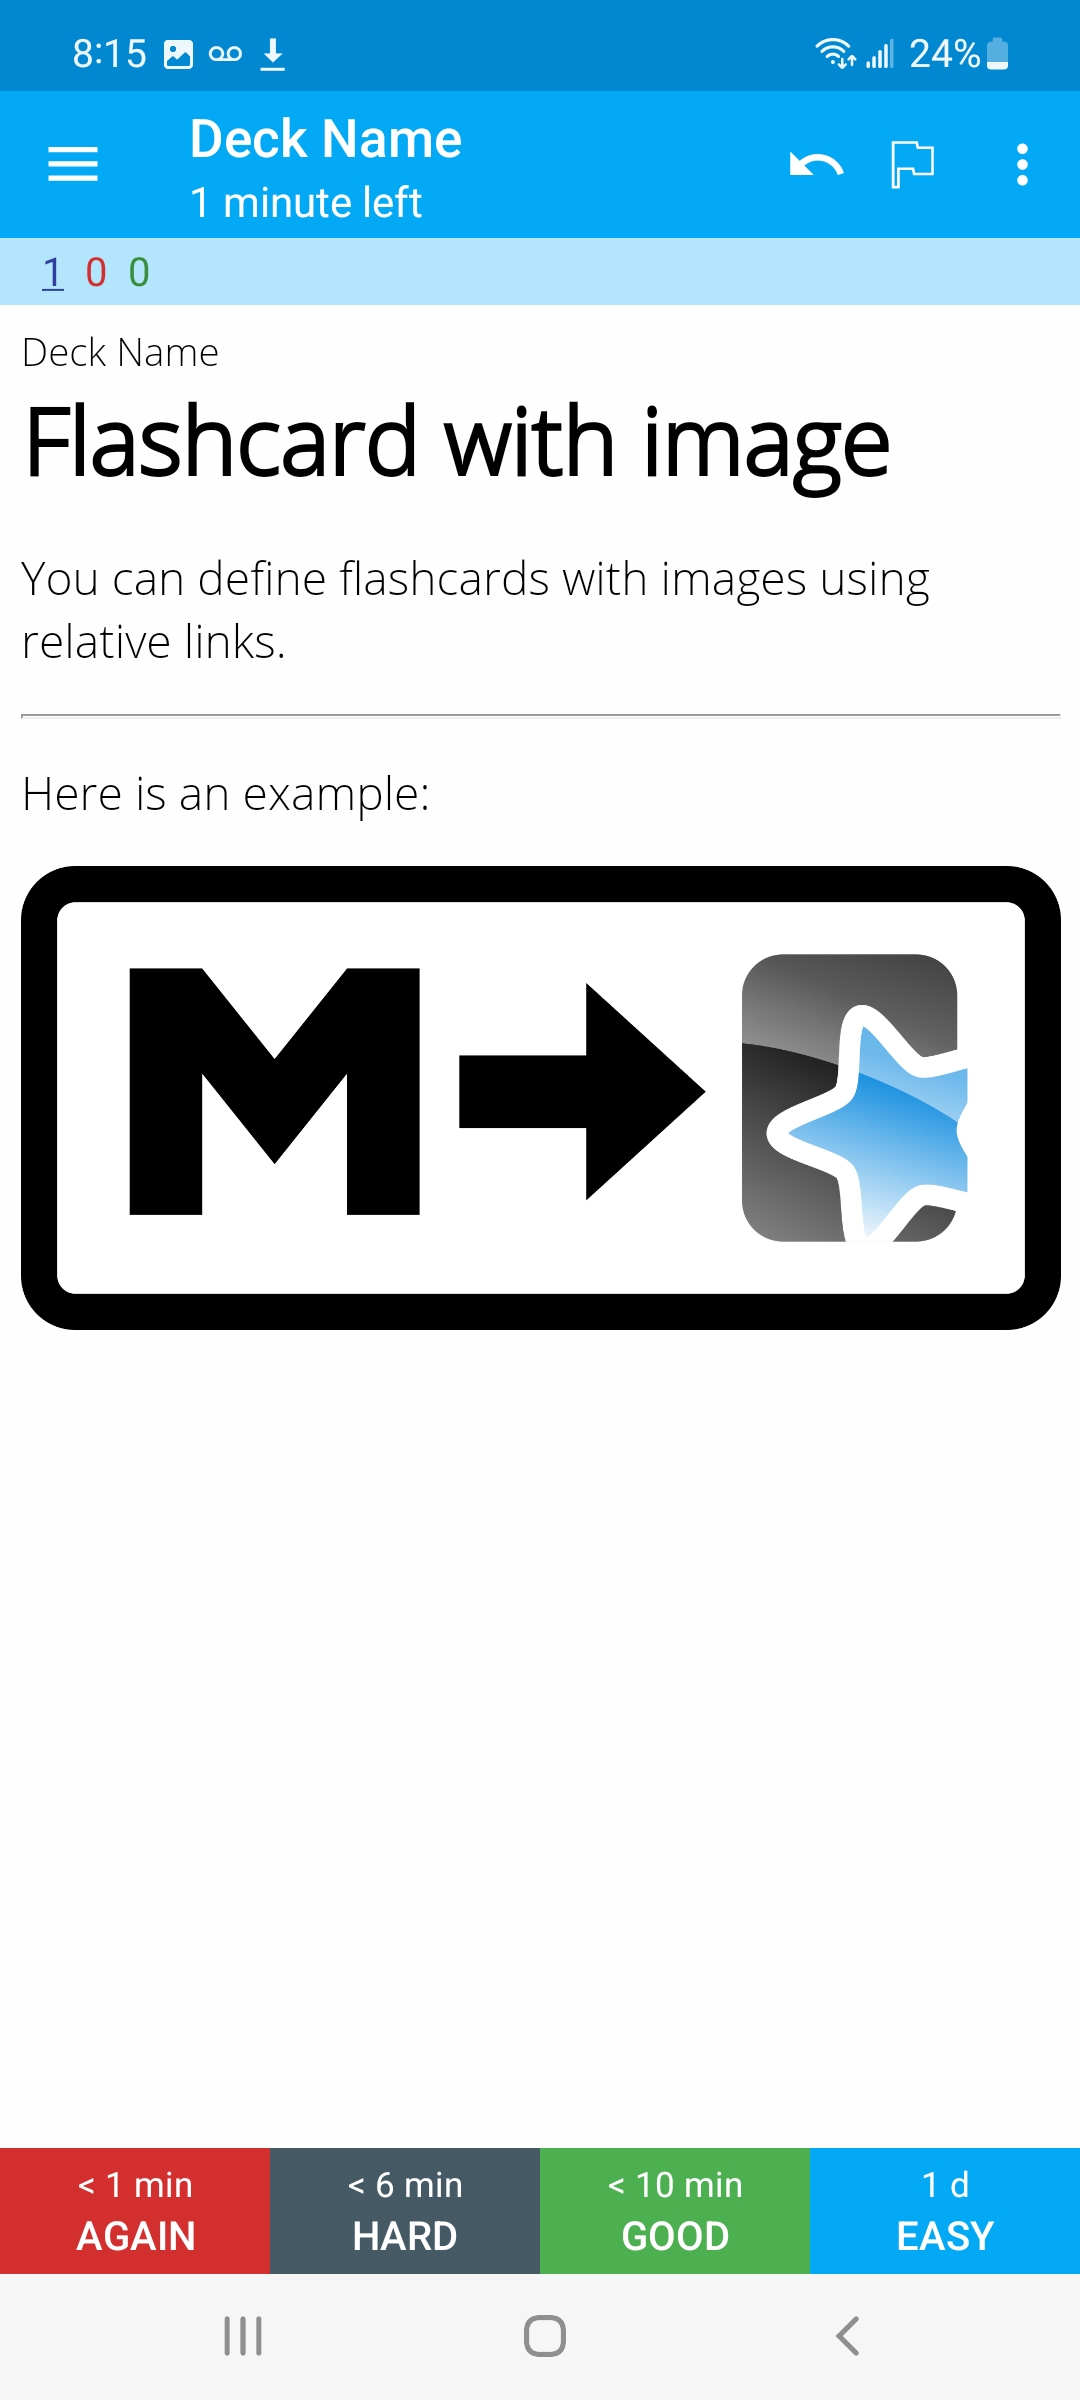 8:15
24%
Deck Name
1 minute left
1 0 0
Deck Name
Flashcard with image
You can define flashcards with images using
relative links.
Here is an example:
M
< 1 min
AGAIN
< 6 min
HARD
< 10 min
GOOD
1 d
EASY